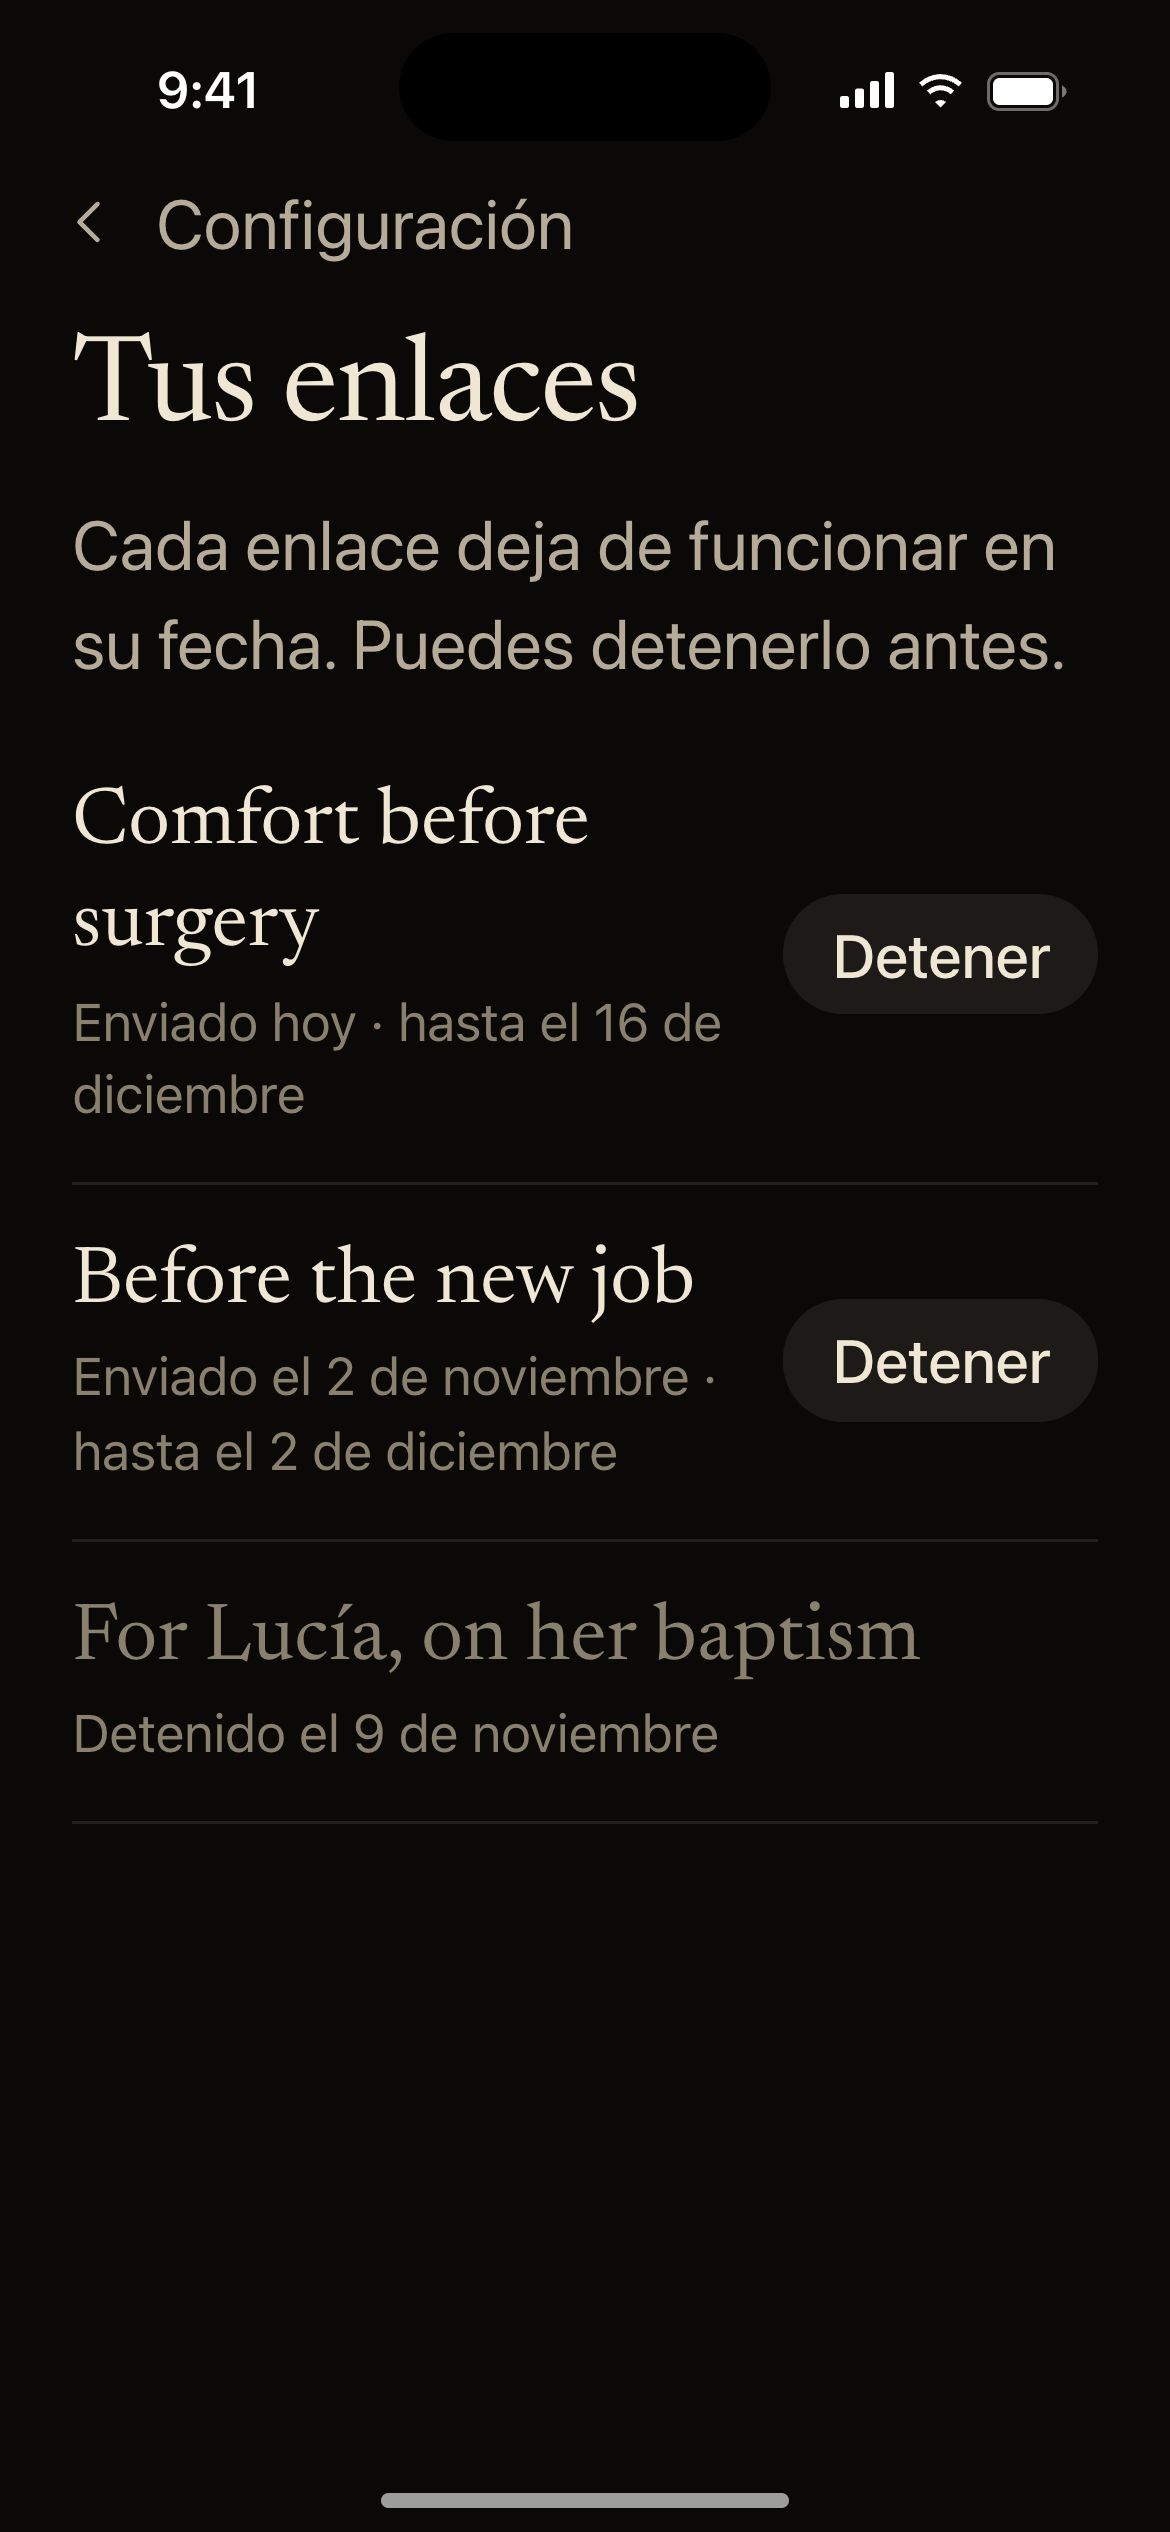 9:41
Configuración
Tus enlaces
Cada enlace deja de funcionar en
su fecha. Puedes detenerlo antes.
Comfort before
surgery
Detener
Enviado hoy · hasta el 16 de
diciembre
Before the new job
Detener
Enviado el 2 de noviembre ·
hasta el 2 de diciembre
For Lucía, on her baptism
Detenido el 9 de noviembre